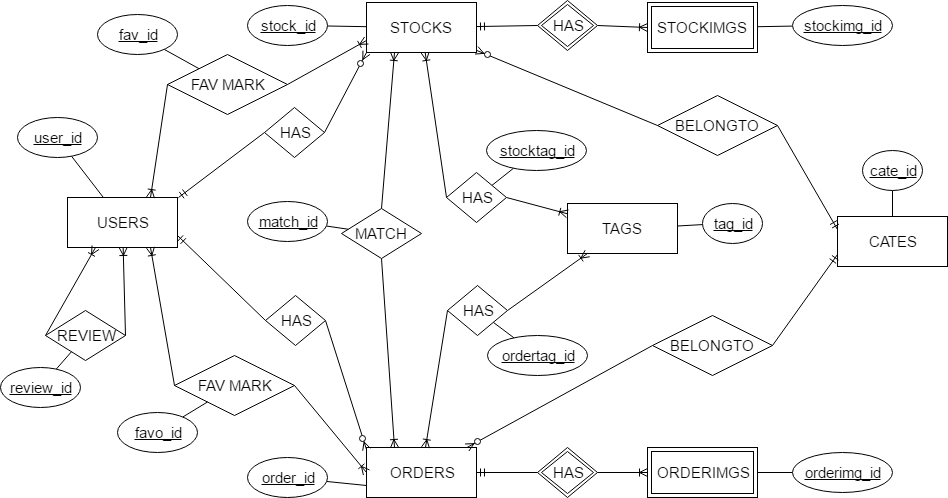 stock_id
STOCKS
HAS
STOCKIMGS
stockimg_id
fav_id
FAV MARK
user_id
HAS
BELONGTO
stocktag_id
cate_id
USERS
match_id
MATCH
HAS
TAGS
tag_id
CATES
REVIEW
HAS
HAS
BELONGTO
ordertag_id
review_id
FAV MARK
favo_id
order_id
ORDERS
HAS
ORDERIMGS
orderimg_id